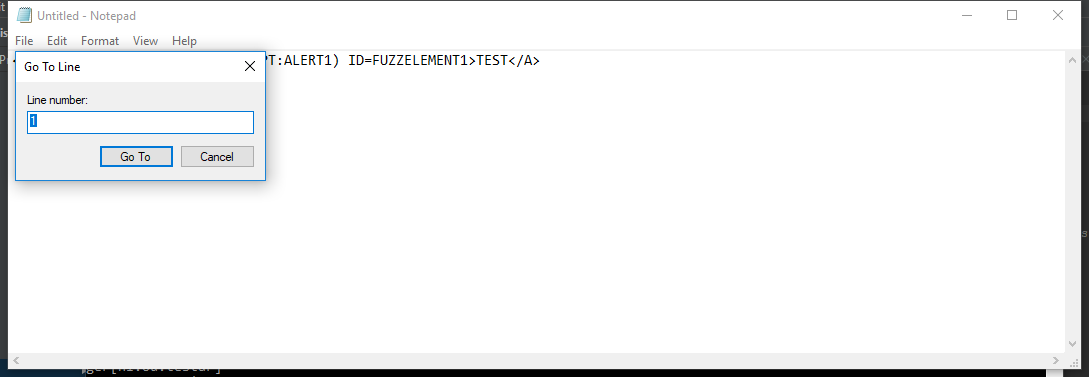 Untitled - Notepad
File Edit Format View Help
PT:ALERT1) ID=FUZZELEMENT1>TEST</A>
Go To Line
Line number:
1
Go To Cancel